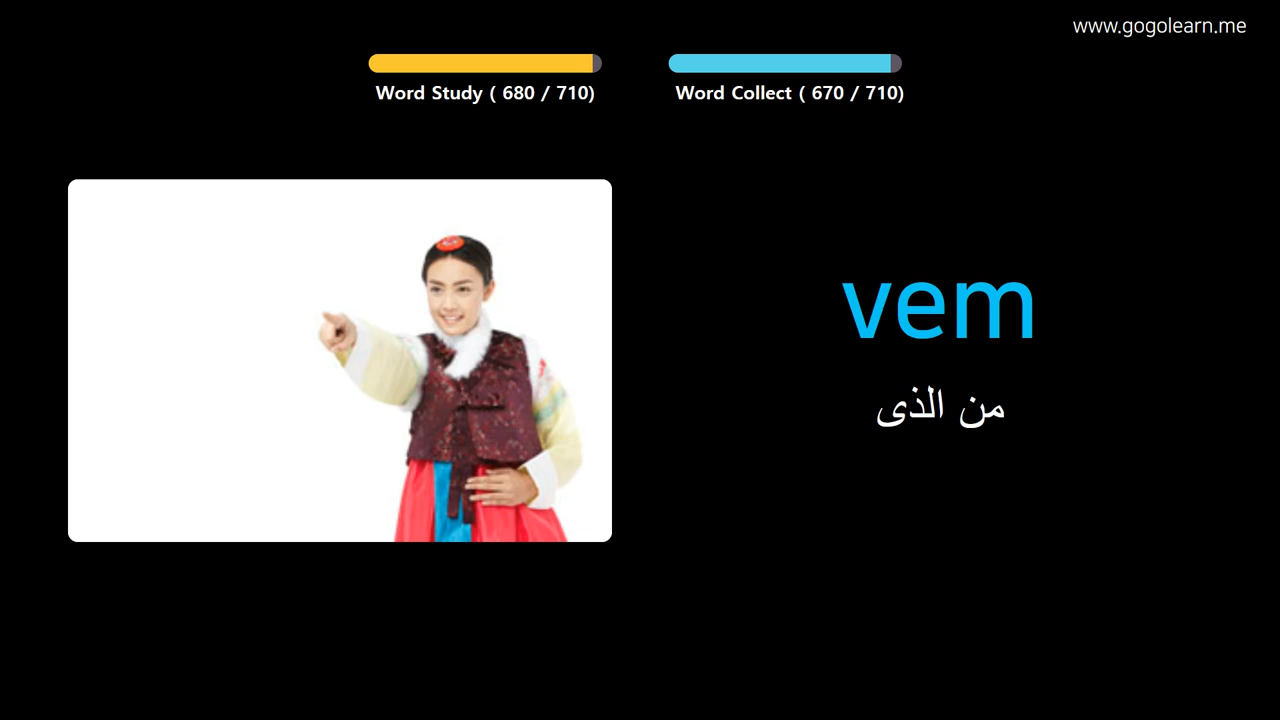 www.gogolearn.me
Word Study ( 680 / 710)
Word Collect ( 670 / 710)
vem
من الذى